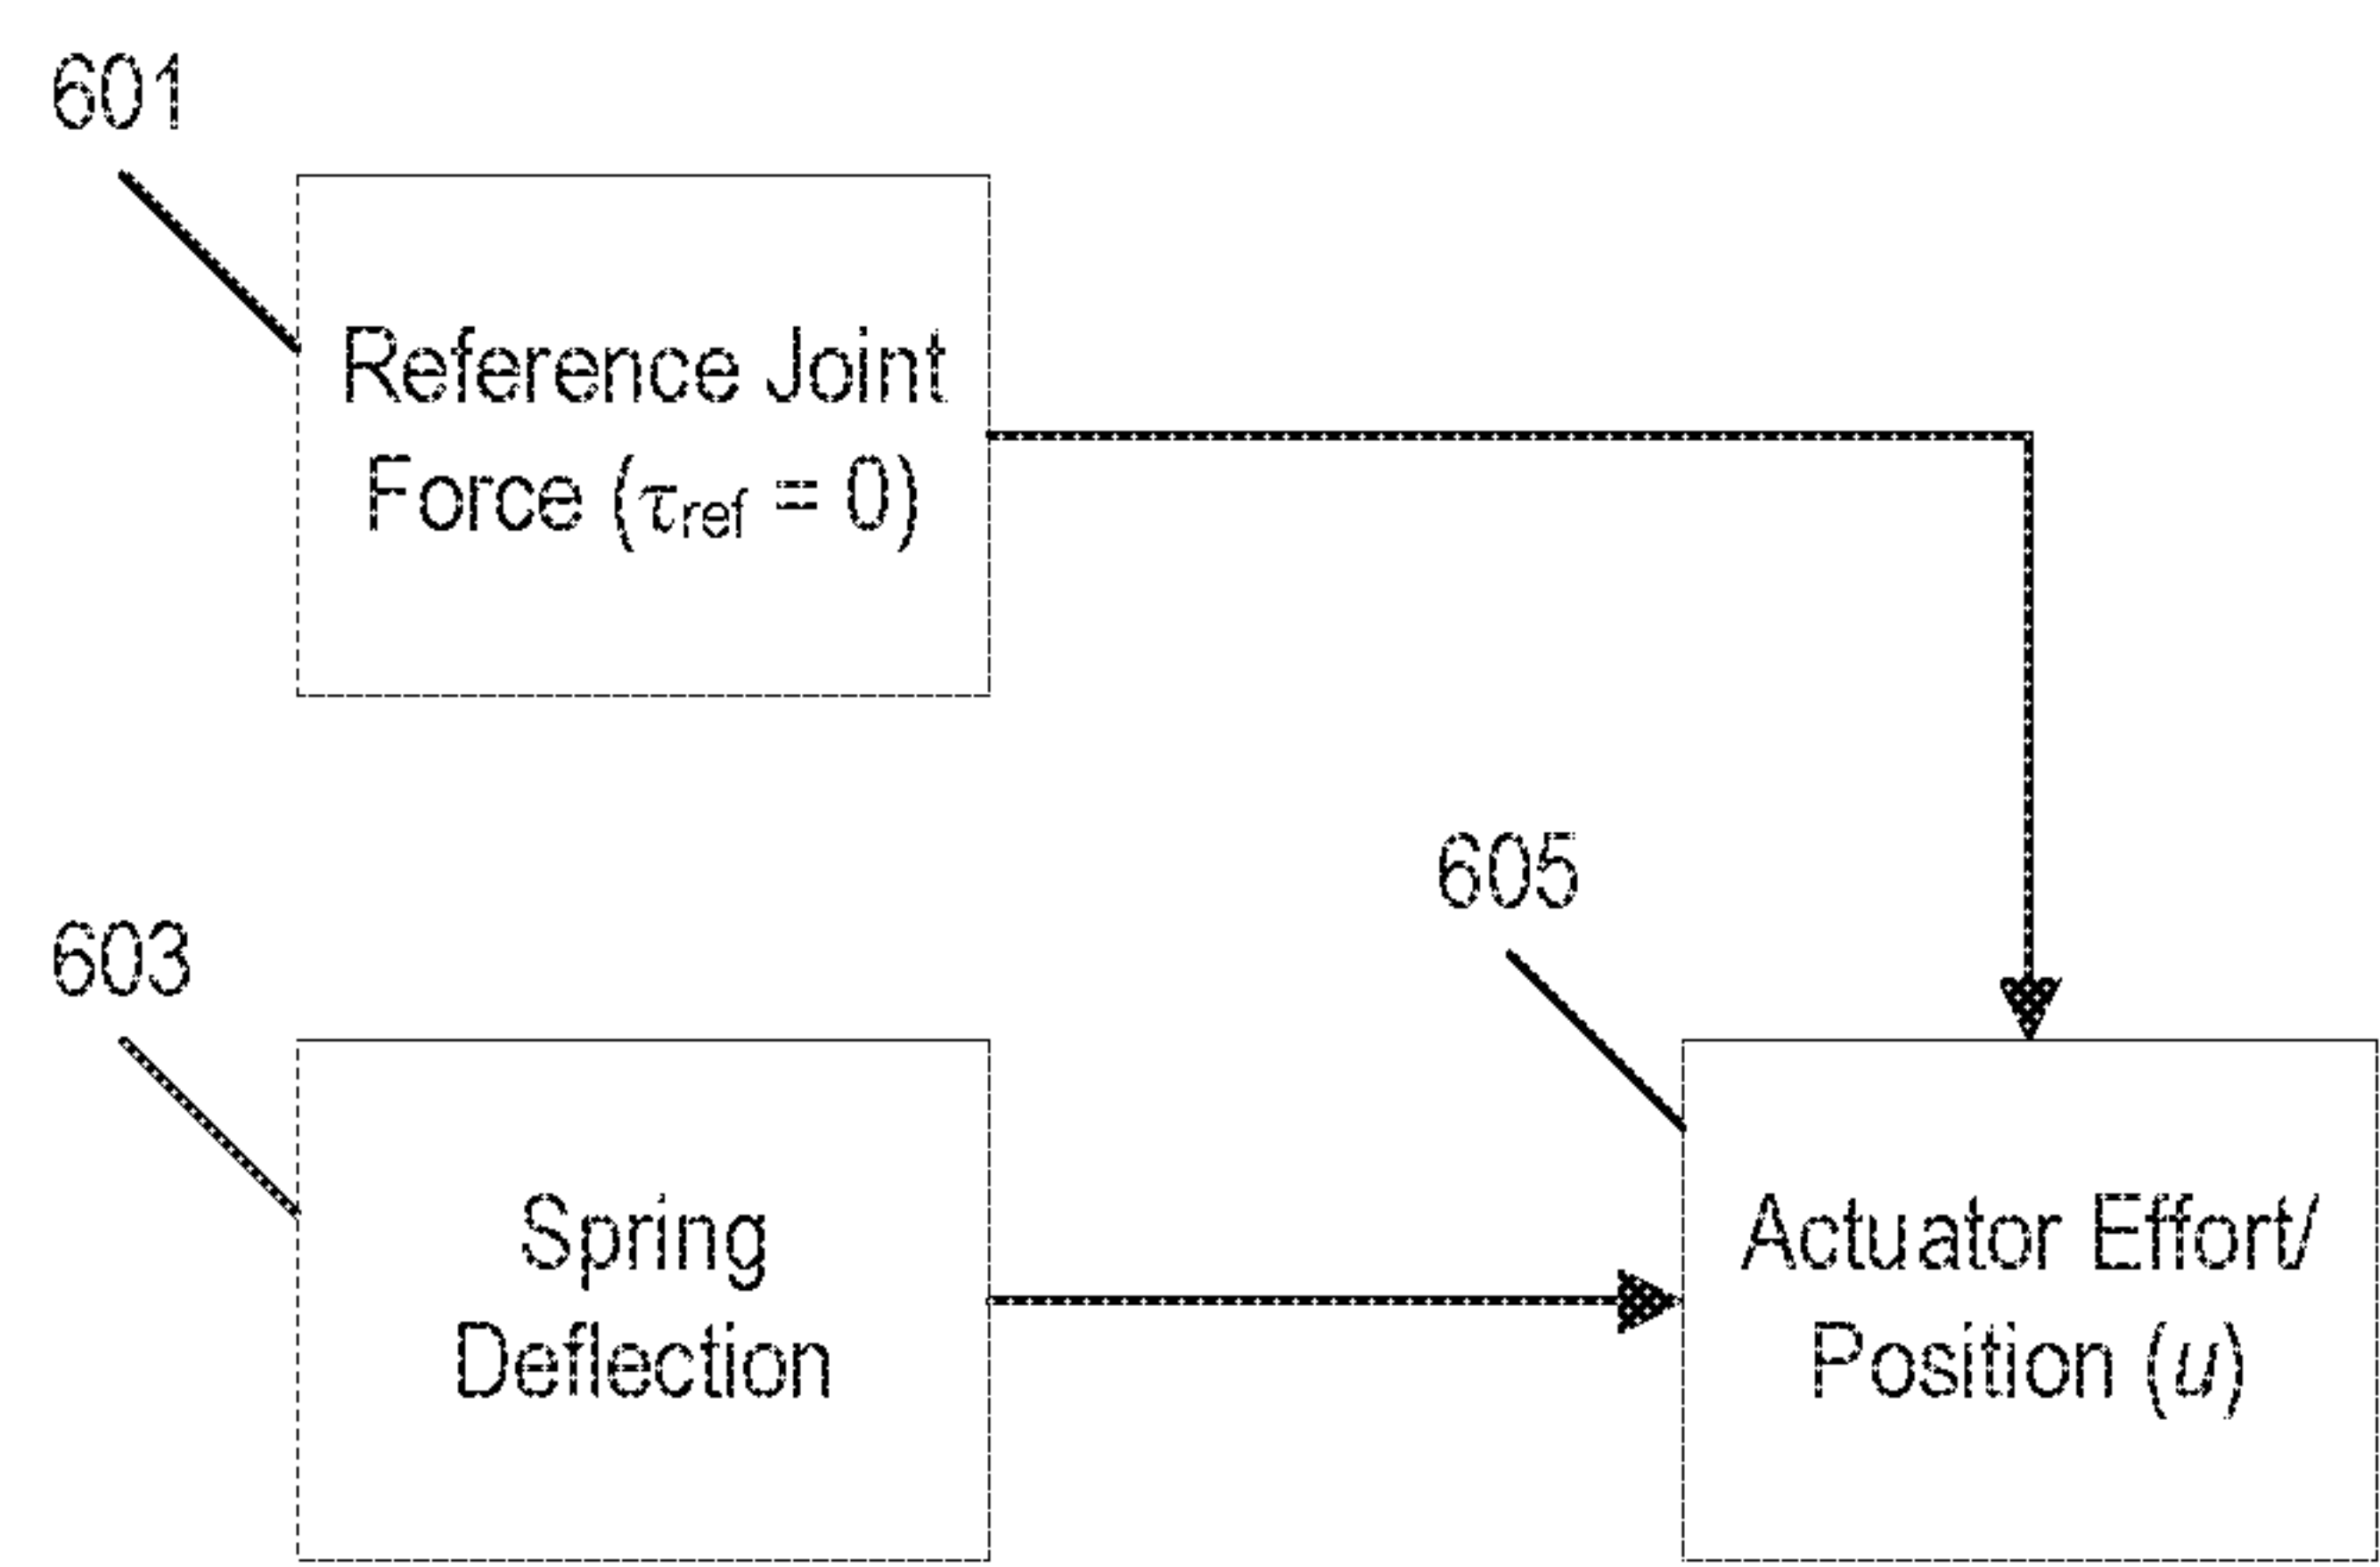 601
Reference Joint
Force (τref = 0)
603
Spring
Deflection
605
Actuator Effort/
Position (u)